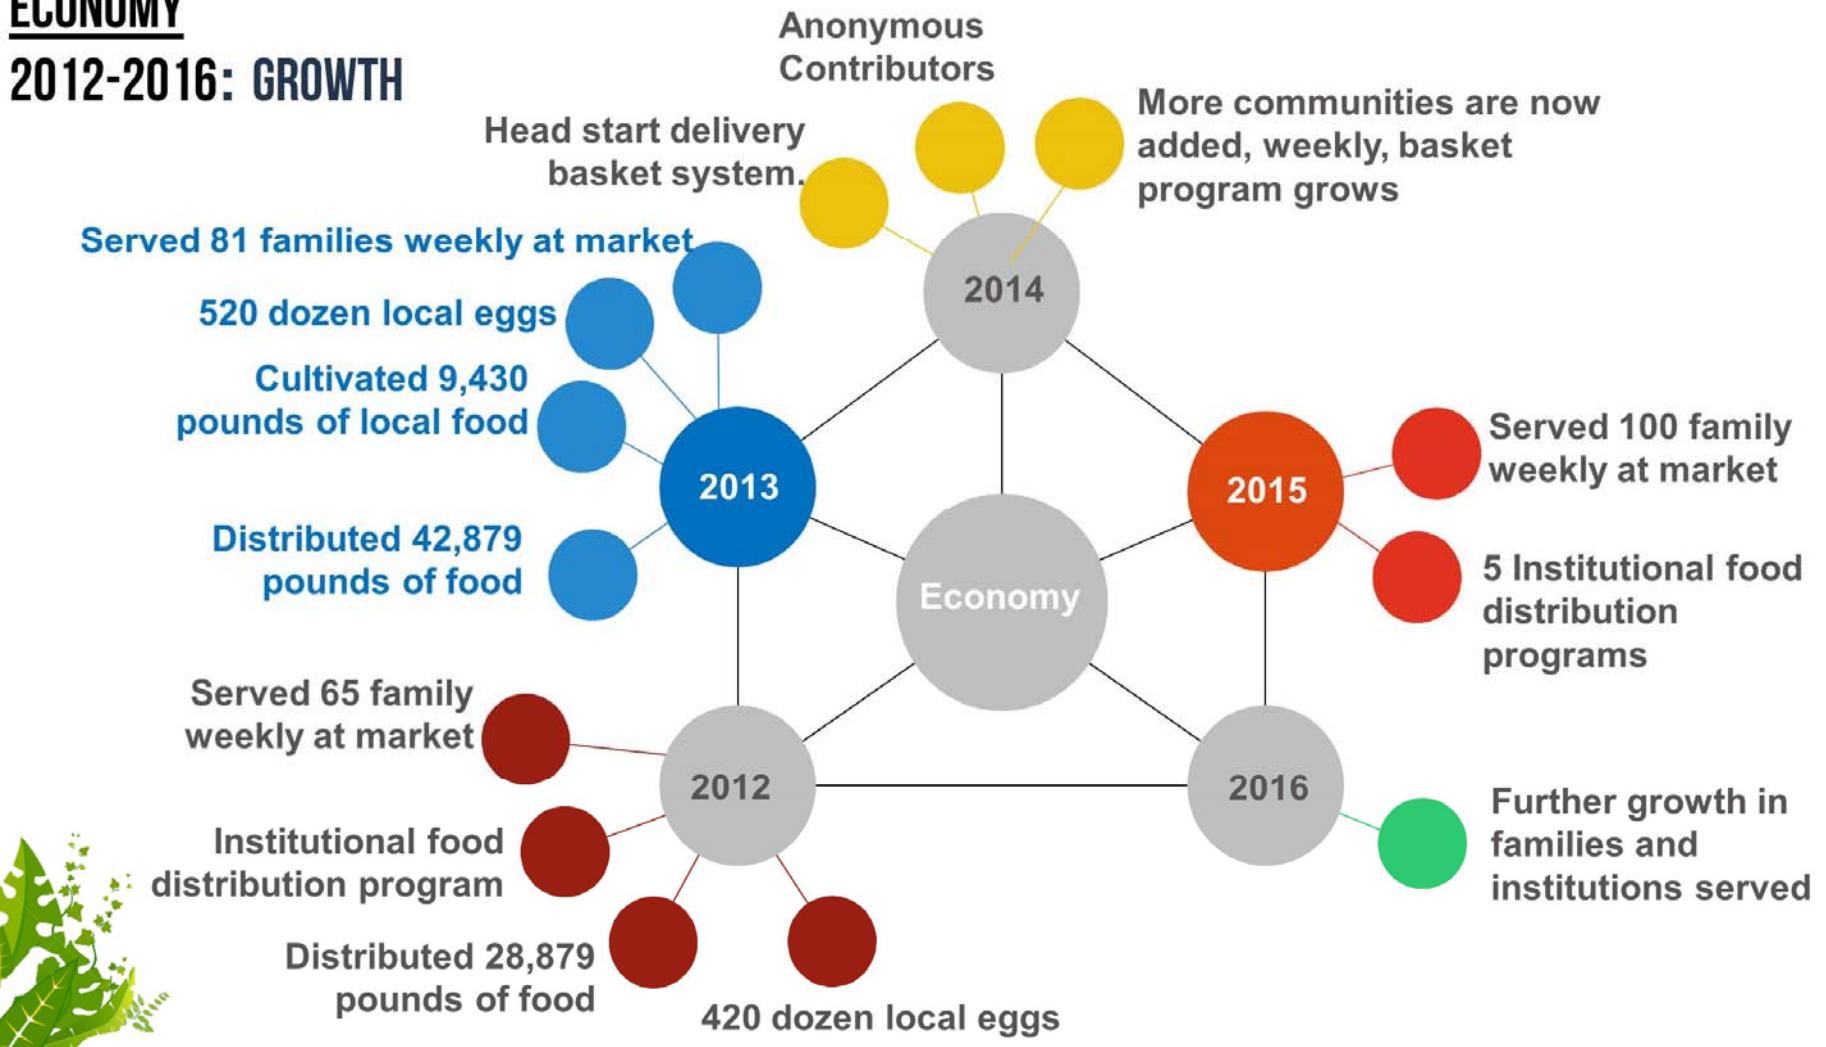 ECONOMY
2012-2016: GROWTH
Anonymous
Contributors
Head start delivery
basket system.
More communities are now
added, weekly, basket
program grows
2014
Served 81 families weekly at market
520 dozen local eggs
Cultivated 9,430
pounds of local food
Distributed 42,879
pounds of food
2013
2015
Served 100 family
weekly at market
5 Institutional food
distribution
programs
Economy
Served 65 family
weekly at market
Institutional food
distribution program
Distributed 28,879
pounds of food
420 dozen local eggs
2012
2016
Further growth in
families and
institutions served